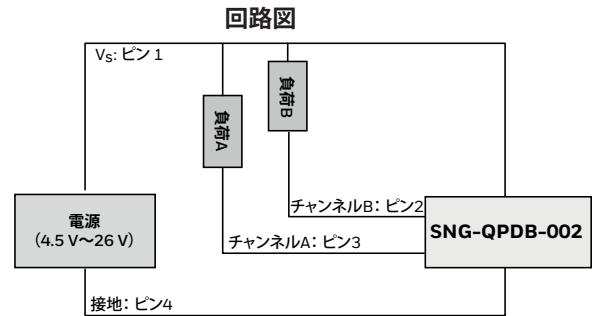 回路図
Vs: ピン 1
負荷B
負荷A
チャンネルB: ピン2
電源
(4.5 V～26 V)
SNG-QPDB-002
チャンネルA: ピン3
接地: ピン4